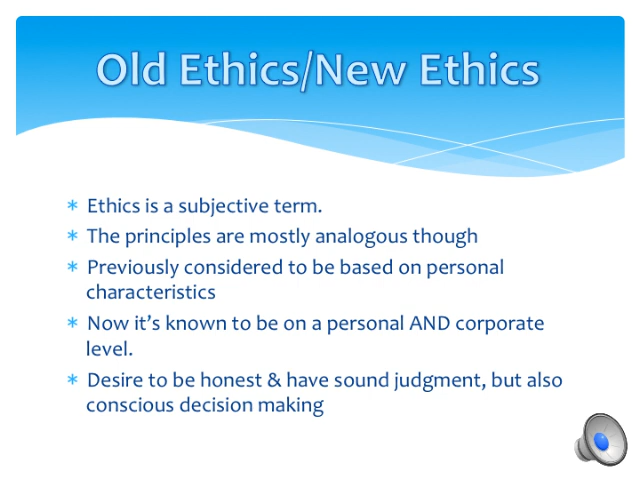 Old Ethics/New Ethics
* Ethics is a subjective term.
* The principles are mostly analogous though
* Previously considered to be based on personal
characteristics
* Now it’s known to be on a personal AND corporate
level.
* Desire to be honest & have sound judgment, but also
conscious decision making